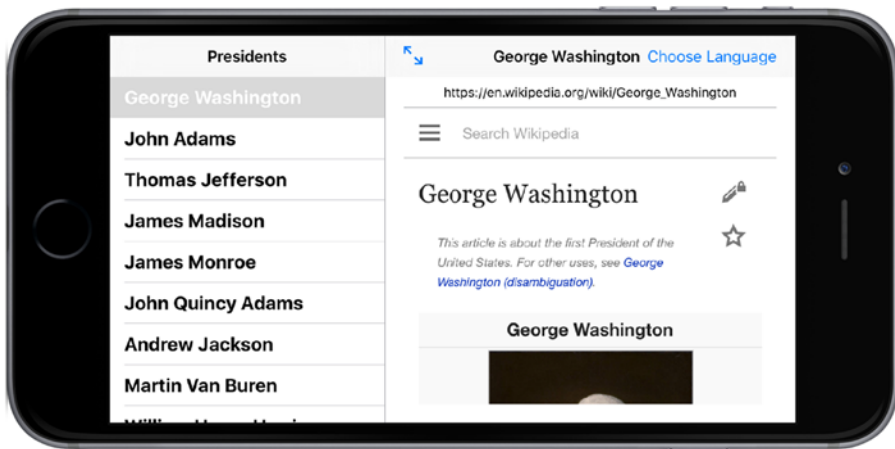 Presidents
George Washington
John Adams
Thomas Jefferson
James Madison
James Monroe
John Quincy Adams
Andrew Jackson
Martin Van Buren
George Washington Choose Language
https://en.wikipedia.org/wiki/George_Washington
Search Wikipedia
George Washington
This article is about the first President of the
United States. For other uses, see George
Washington (disambiguation).
George Washington